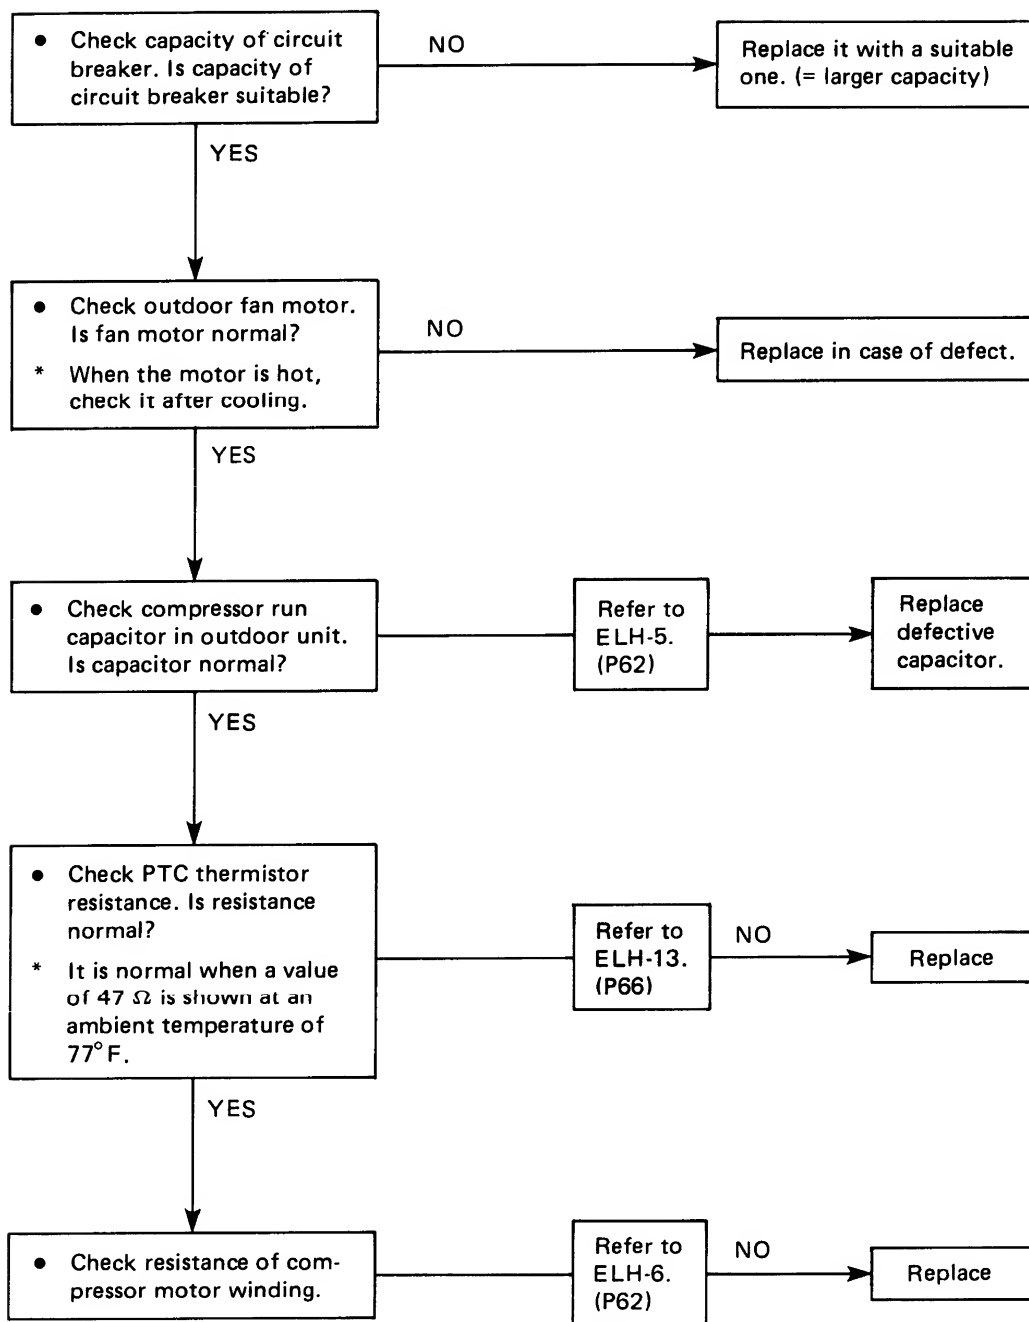 ● Check capacity of circuit
breaker. Is capacity of
circuit breaker suitable?
NO
Replace it with a suitable
one. (= larger capacity)
YES
● Check outdoor fan motor.
Is fan motor normal?
* When the motor is hot,
check it after cooling.
NO
Replace in case of defect.
YES
● Check compressor run
capacitor in outdoor unit.
Is capacitor normal?
Refer to
ELH-5.
(P62)
Replace
defective
capacitor.
YES
● Check PTC thermistor
resistance. Is resistance
normal?
* It is normal when a value
of 47 Ω is shown at an
ambient temperature of
77°F.
Refer to
ELH-13.
(P66)
NO
Replace
YES
● Check resistance of com-
pressor motor winding.
Refer to
ELH-6.
(P62)
NO
Replace